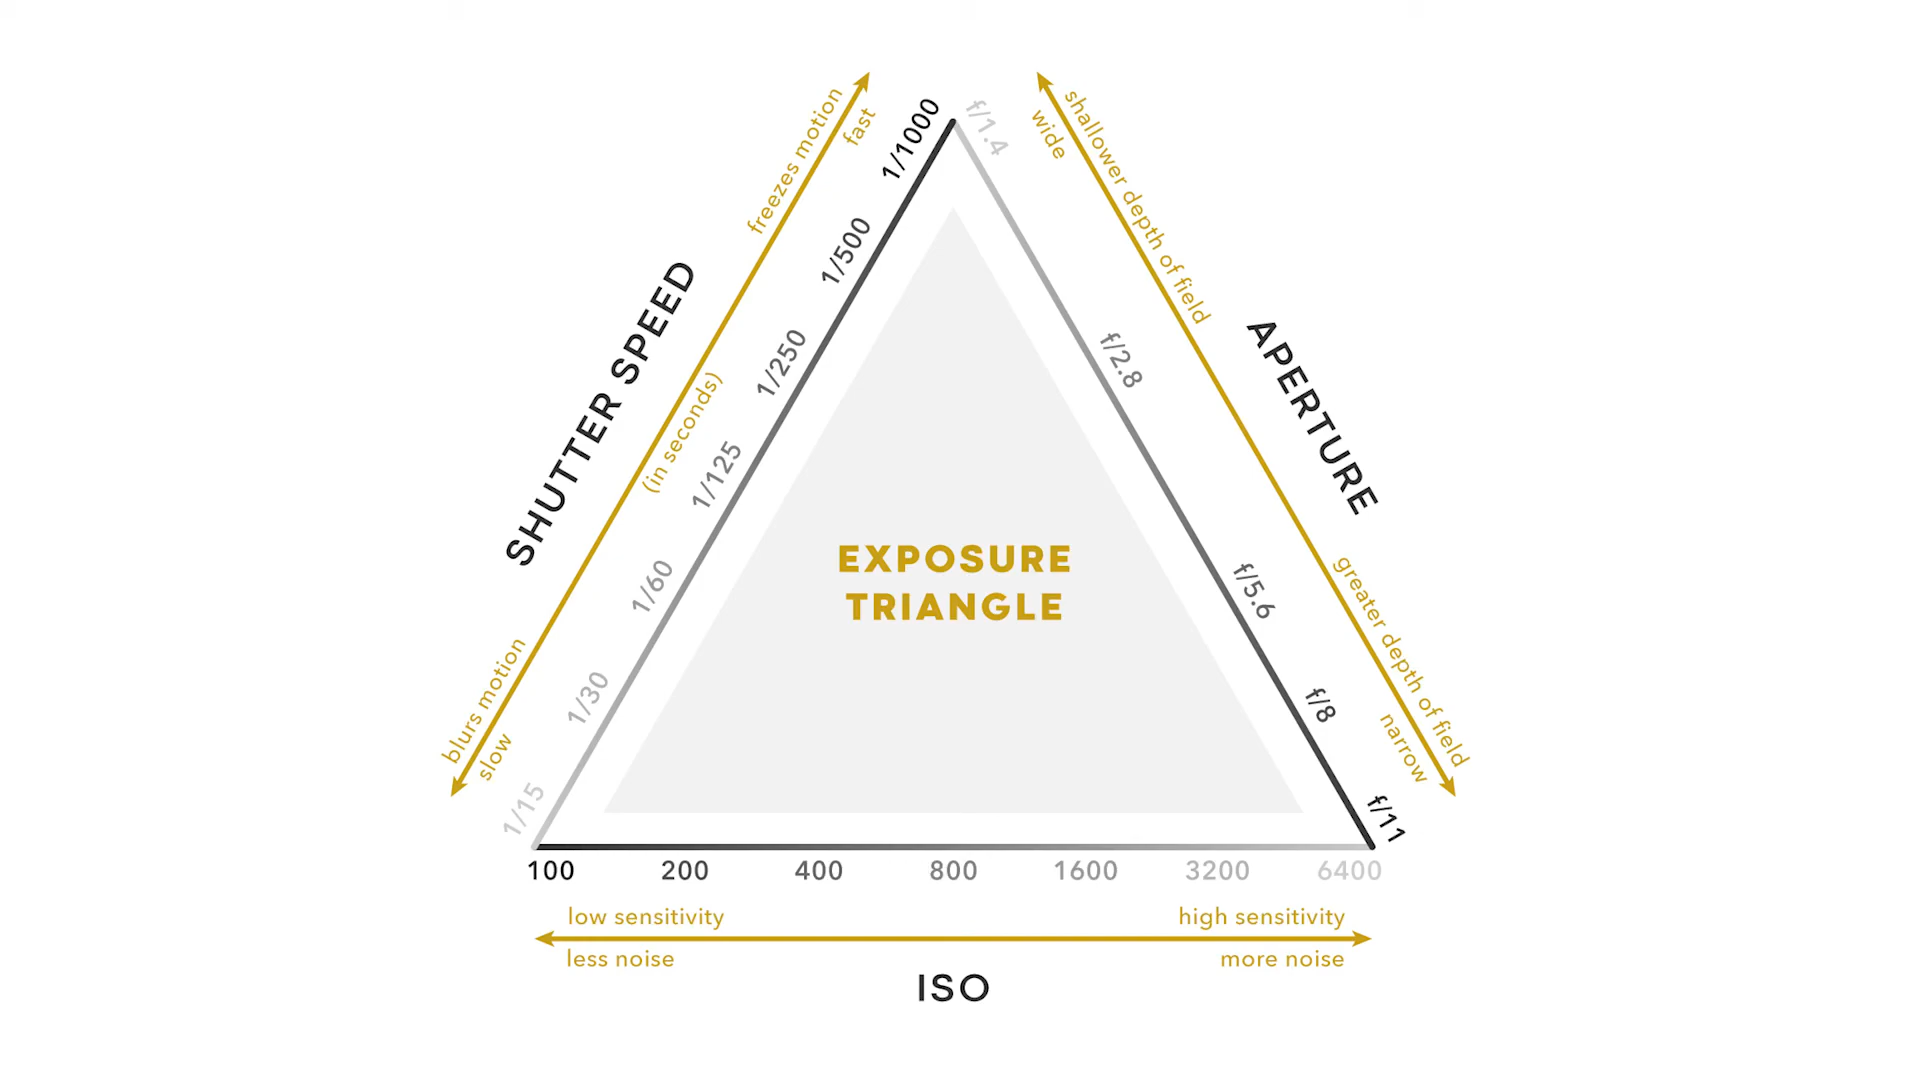 SHUTTER SPEED
freezes motion
fast
(in seconds)
blurs motion
slow
1/1000
1/500
1/250
1/125
1/60
1/30
1/15
APERTURE
shallower depth of field
wide
greater depth of field
narrow
f/1.4
f/2.8
f/5.6
f/8
f/11
EXPOSURE
TRIANGLE
100 200 400 800 1600 3200 6400
low sensitivity high sensitivity
less noise more noise
ISO